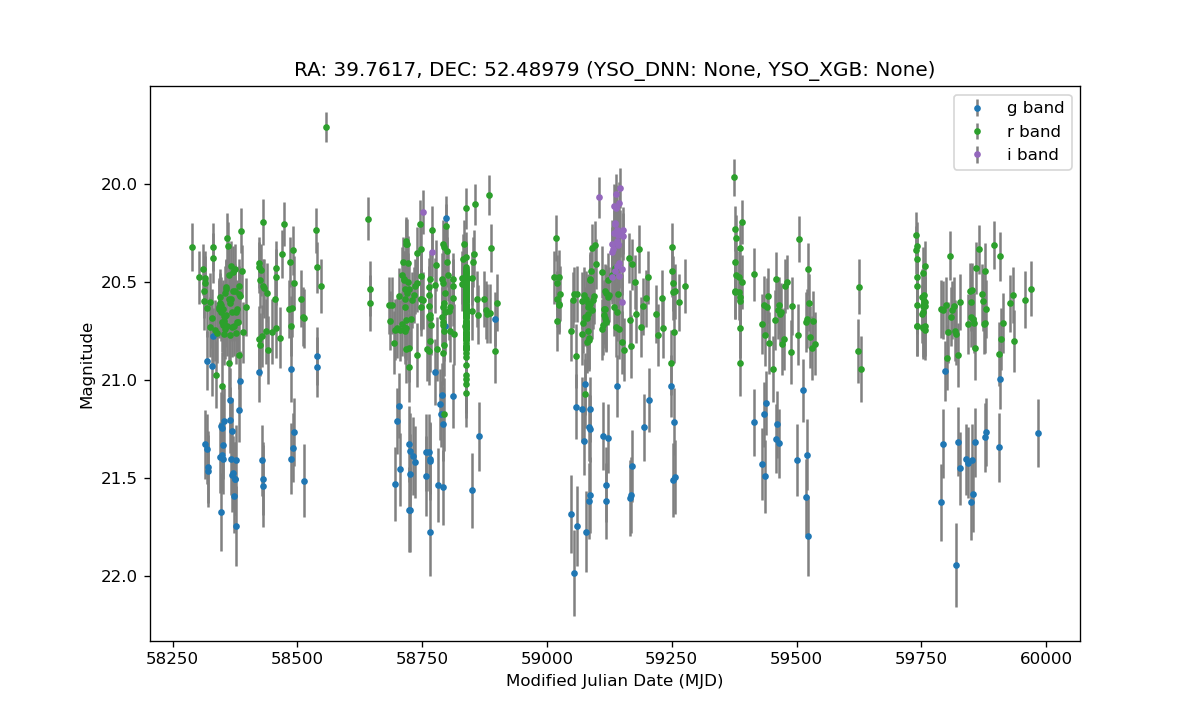 RA: 39.7617, DEC: 52.48979 (YSO_DNN: None, YSO_XGB: None)
g band
r band
i band
20.0
20.5
21.0
21.5
22.0
Magnitude
58250 58500 58750 59000 59250 59500 59750 60000
Modified Julian Date (MJD)